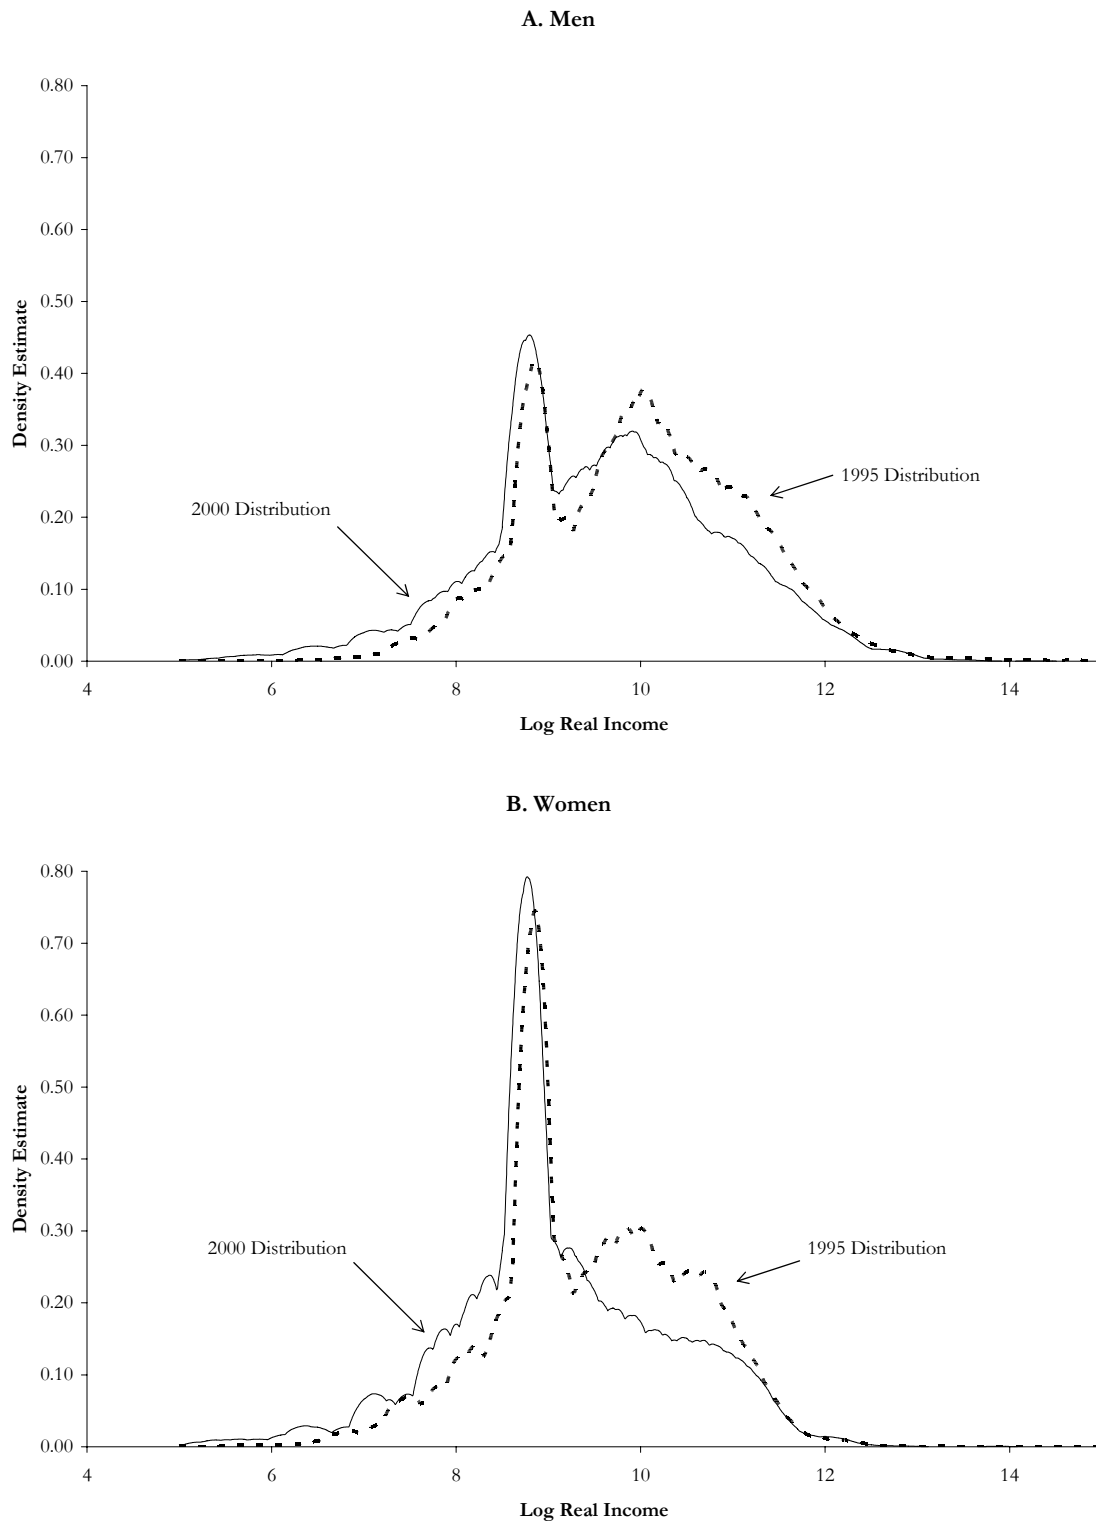 A. Men
0.80
0.70
0.60
0.50
0.40
0.30
0.20
0.10
0.00
Density Estimate
2000 Distribution
1995 Distribution
4 6 8 10 12 14
Log Real Income
B. Women
0.80
0.70
0.60
0.50
0.40
0.30
0.20
0.10
0.00
Density Estimate
2000 Distribution
1995 Distribution
4 6 8 10 12 14
Log Real Income